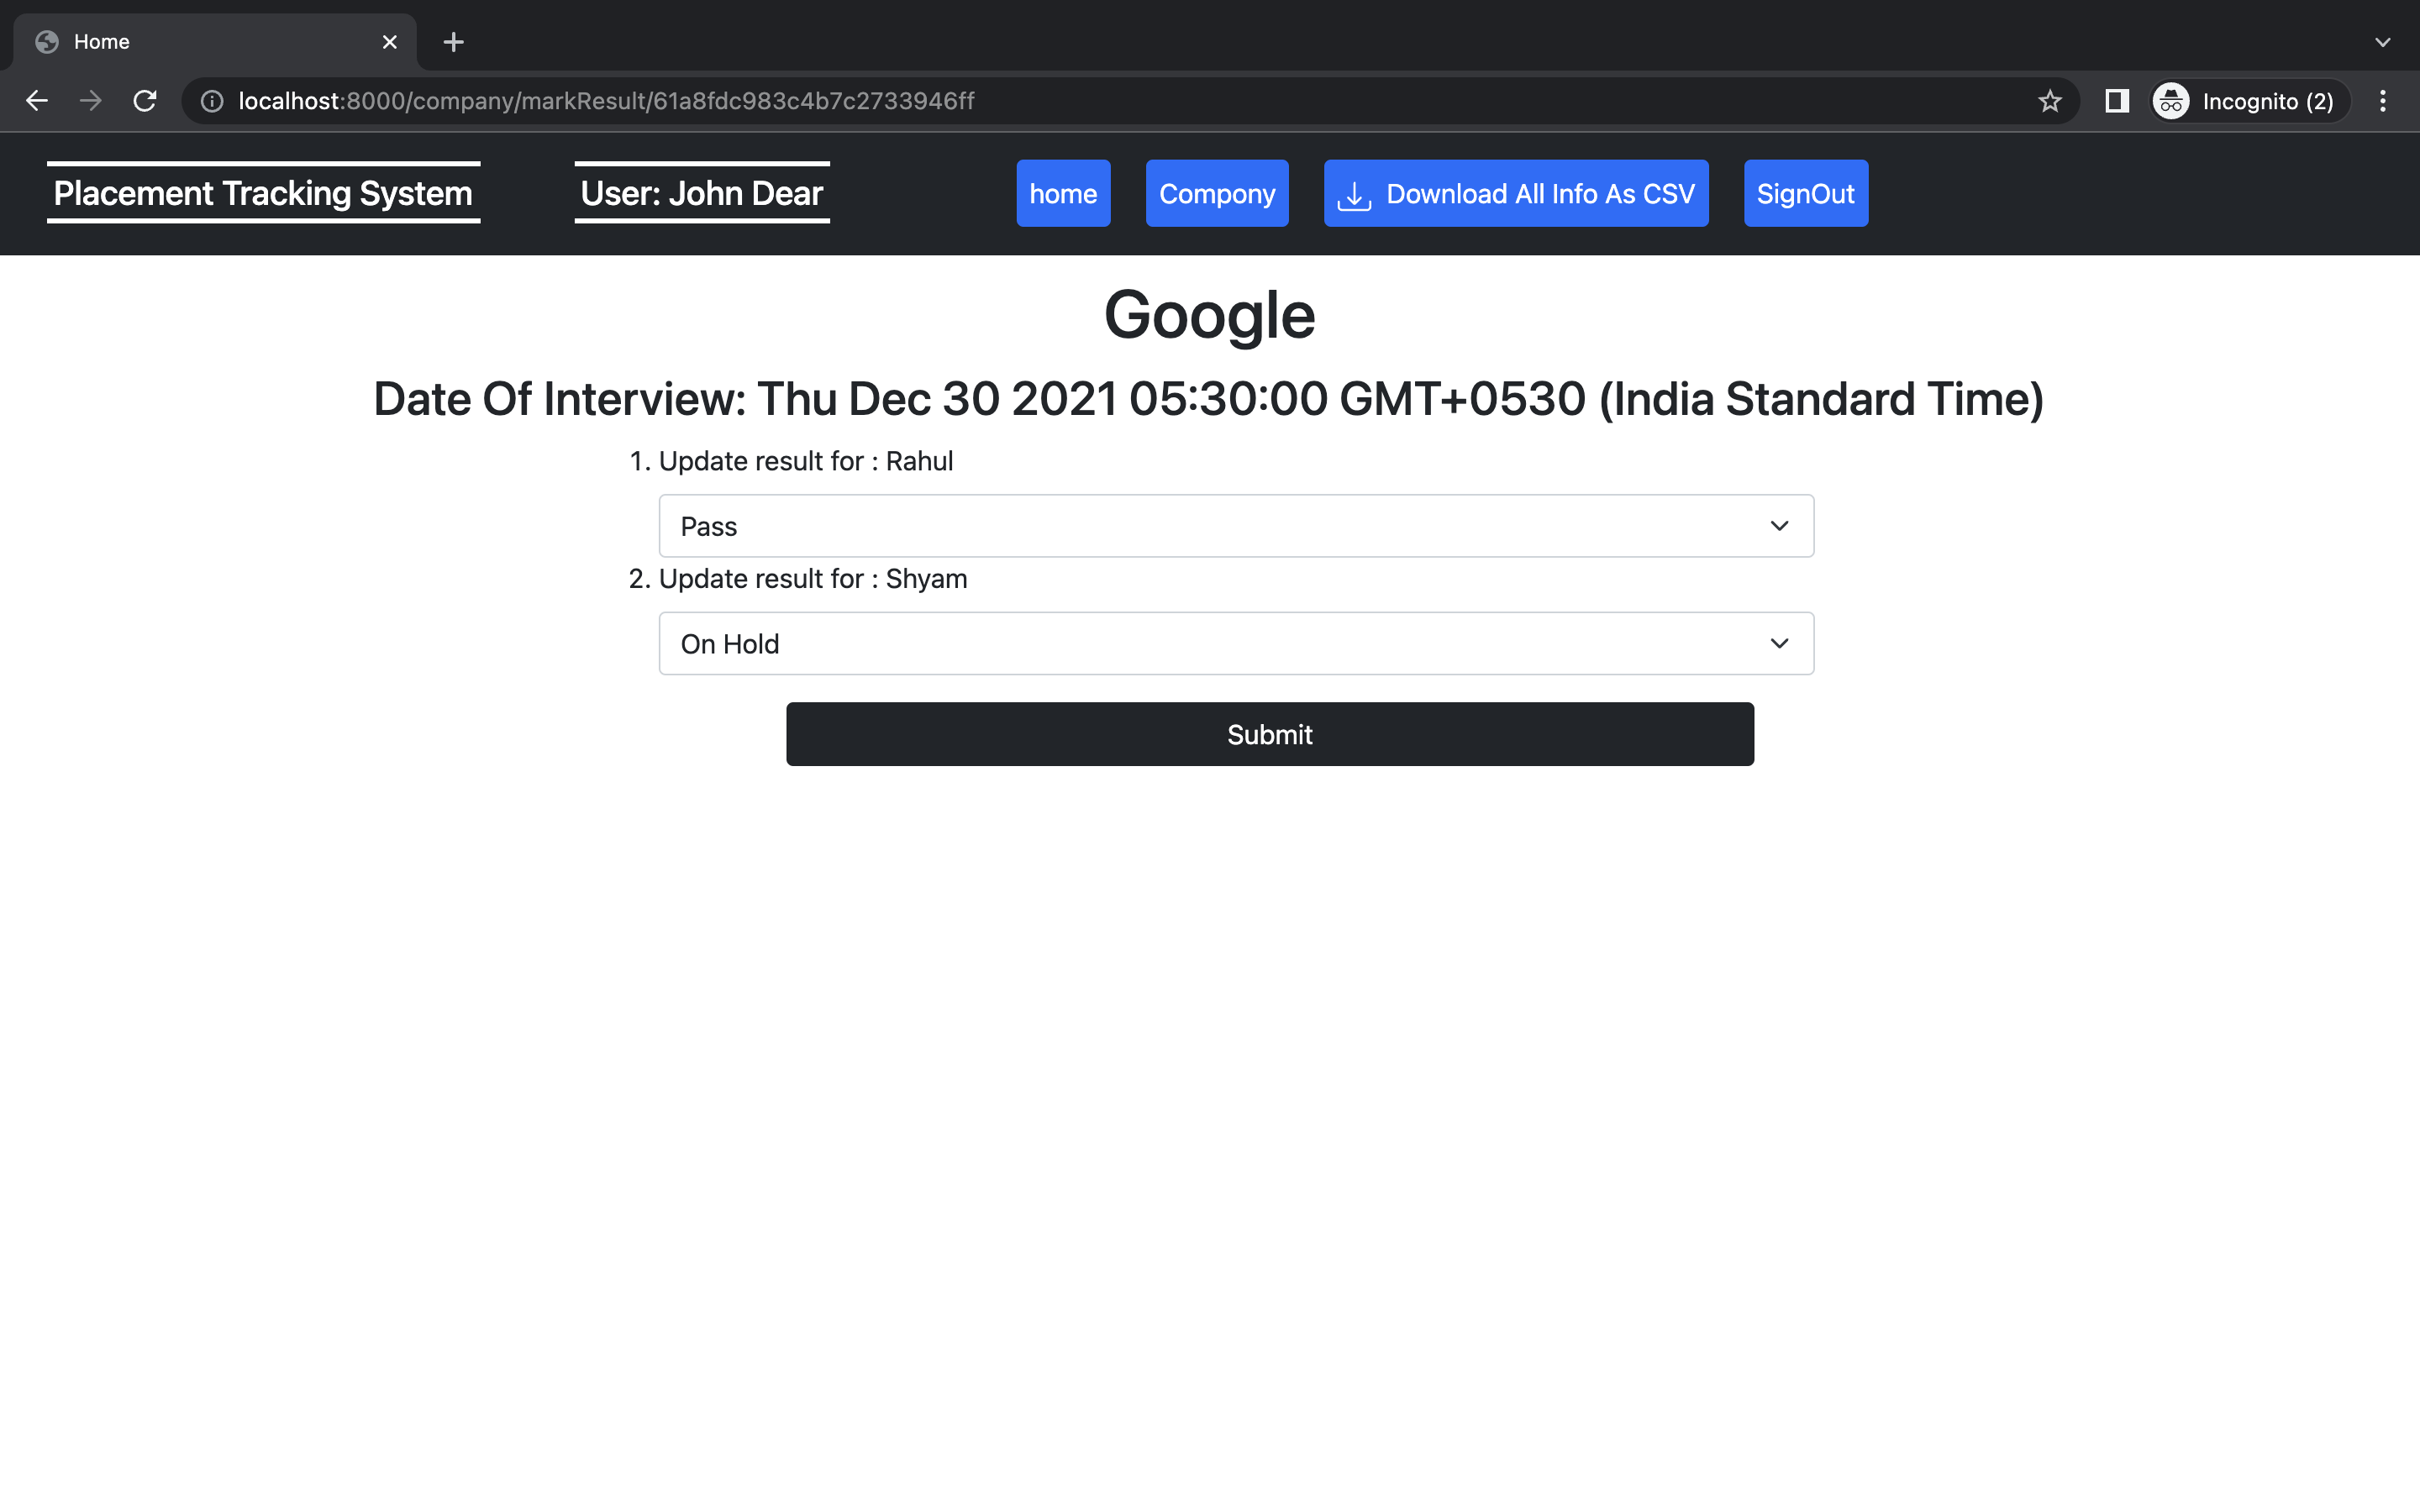 Home
localhost:8000/company/markResult/61a8fdc983c4b7c2733946ff
Incognito (2)
Placement Tracking System
User: John Dear
home
Compony
Download All Info As CSV
SignOut
Google
Date Of Interview: Thu Dec 30 2021 05:30:00 GMT+0530 (India Standard Time)
1. Update result for : Rahul
Pass
2. Update result for : Shyam
On Hold
Submit